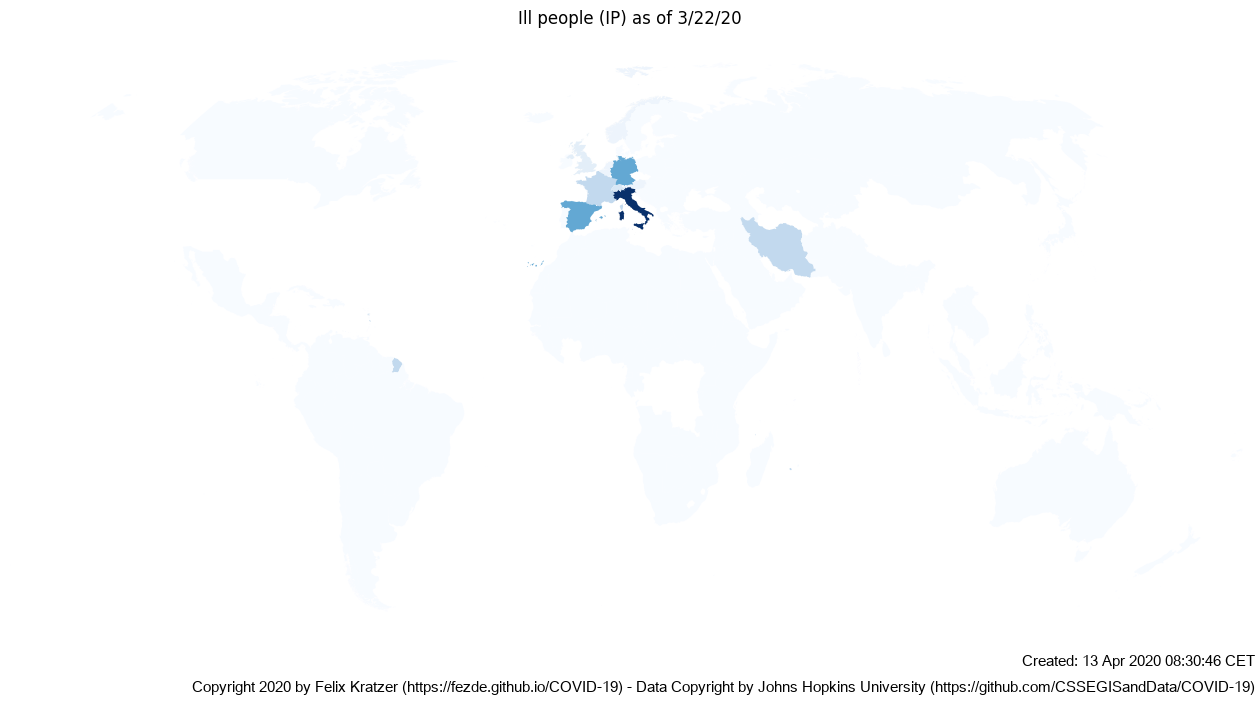 Ill people (IP) as of 3/22/20
Created: 13 Apr 2020 08:30:46 CET
Copyright 2020 by Felix Kratzer (https://fezde.github.io/COVID-19) - Data Copyright by Johns Hopkins University (https://github.com/CSSEGISandData/COVID-19)